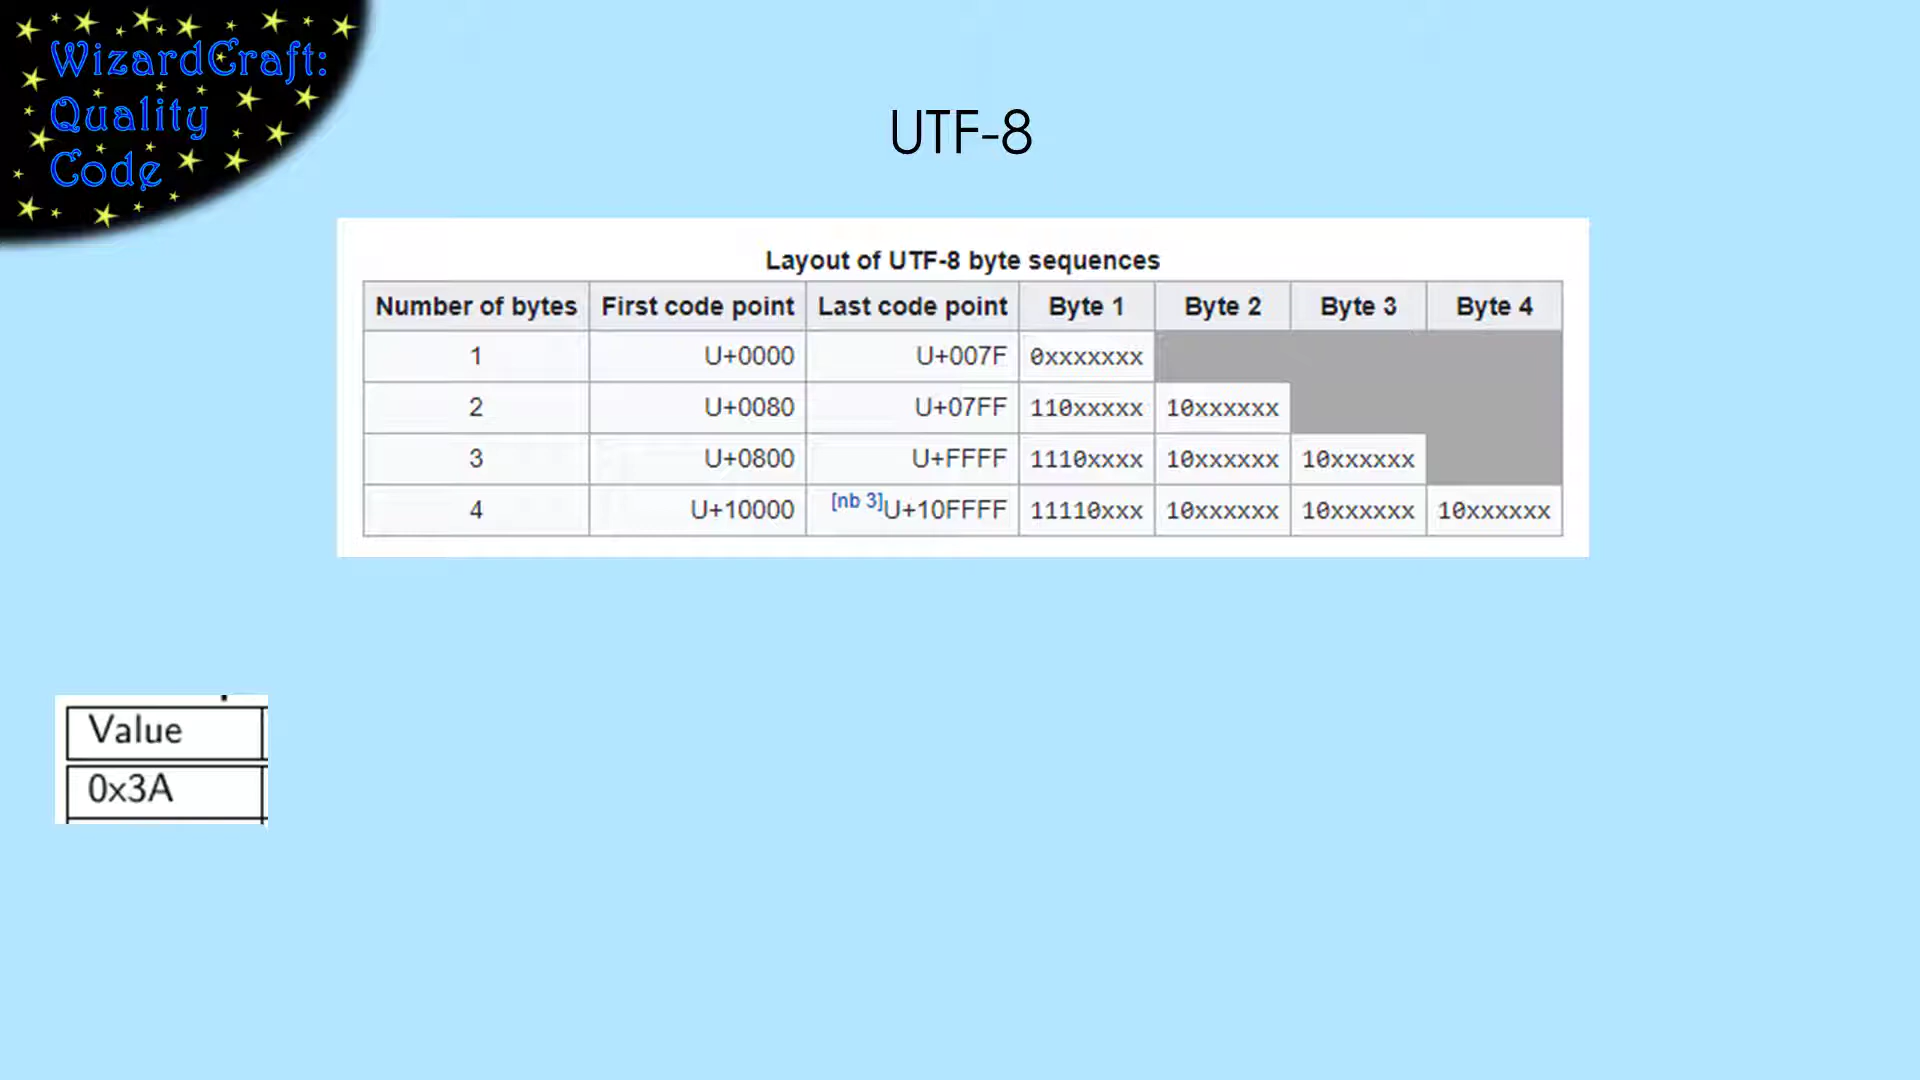 WizardCraft:
Quality
Code
UTF-8
Layout of UTF-8 byte sequences
Number of bytes First code point Last code point Byte 1 Byte 2 Byte 3 Byte 4
1 U+0000 U+007F 0xxxxxxx
2 U+0080 U+07FF 110xxxxx 10xxxxxx
3 U+0800 U+FFFF 1110xxxx 10xxxxxx 10xxxxxx
4 U+10000 [nb 3]U+10FFFF 11110xxx 10xxxxxx 10xxxxxx 10xxxxxx
Value
0x3A